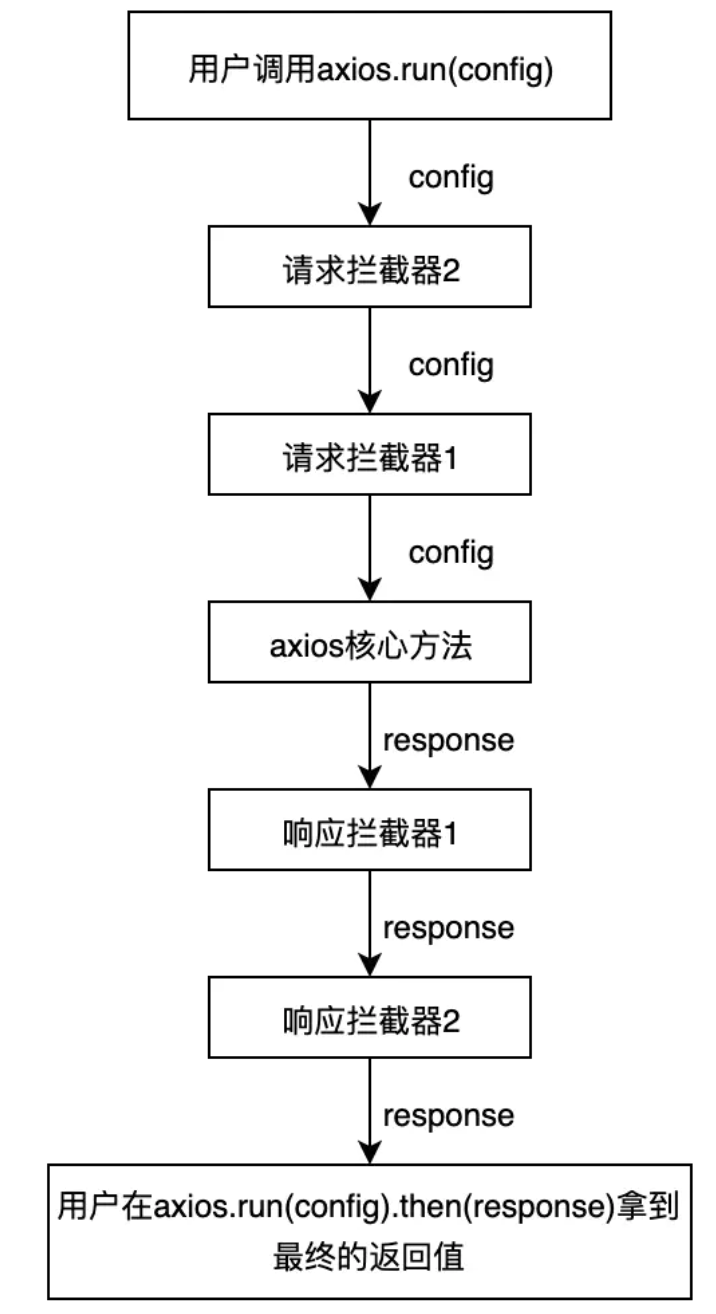 用户调用axios.run(config)
config
请求拦截器2
config
请求拦截器1
config
axios核心方法
response
响应拦截器1
response
响应拦截器2
response
用户在axios.run(config).then(response)拿到
最终的返回值